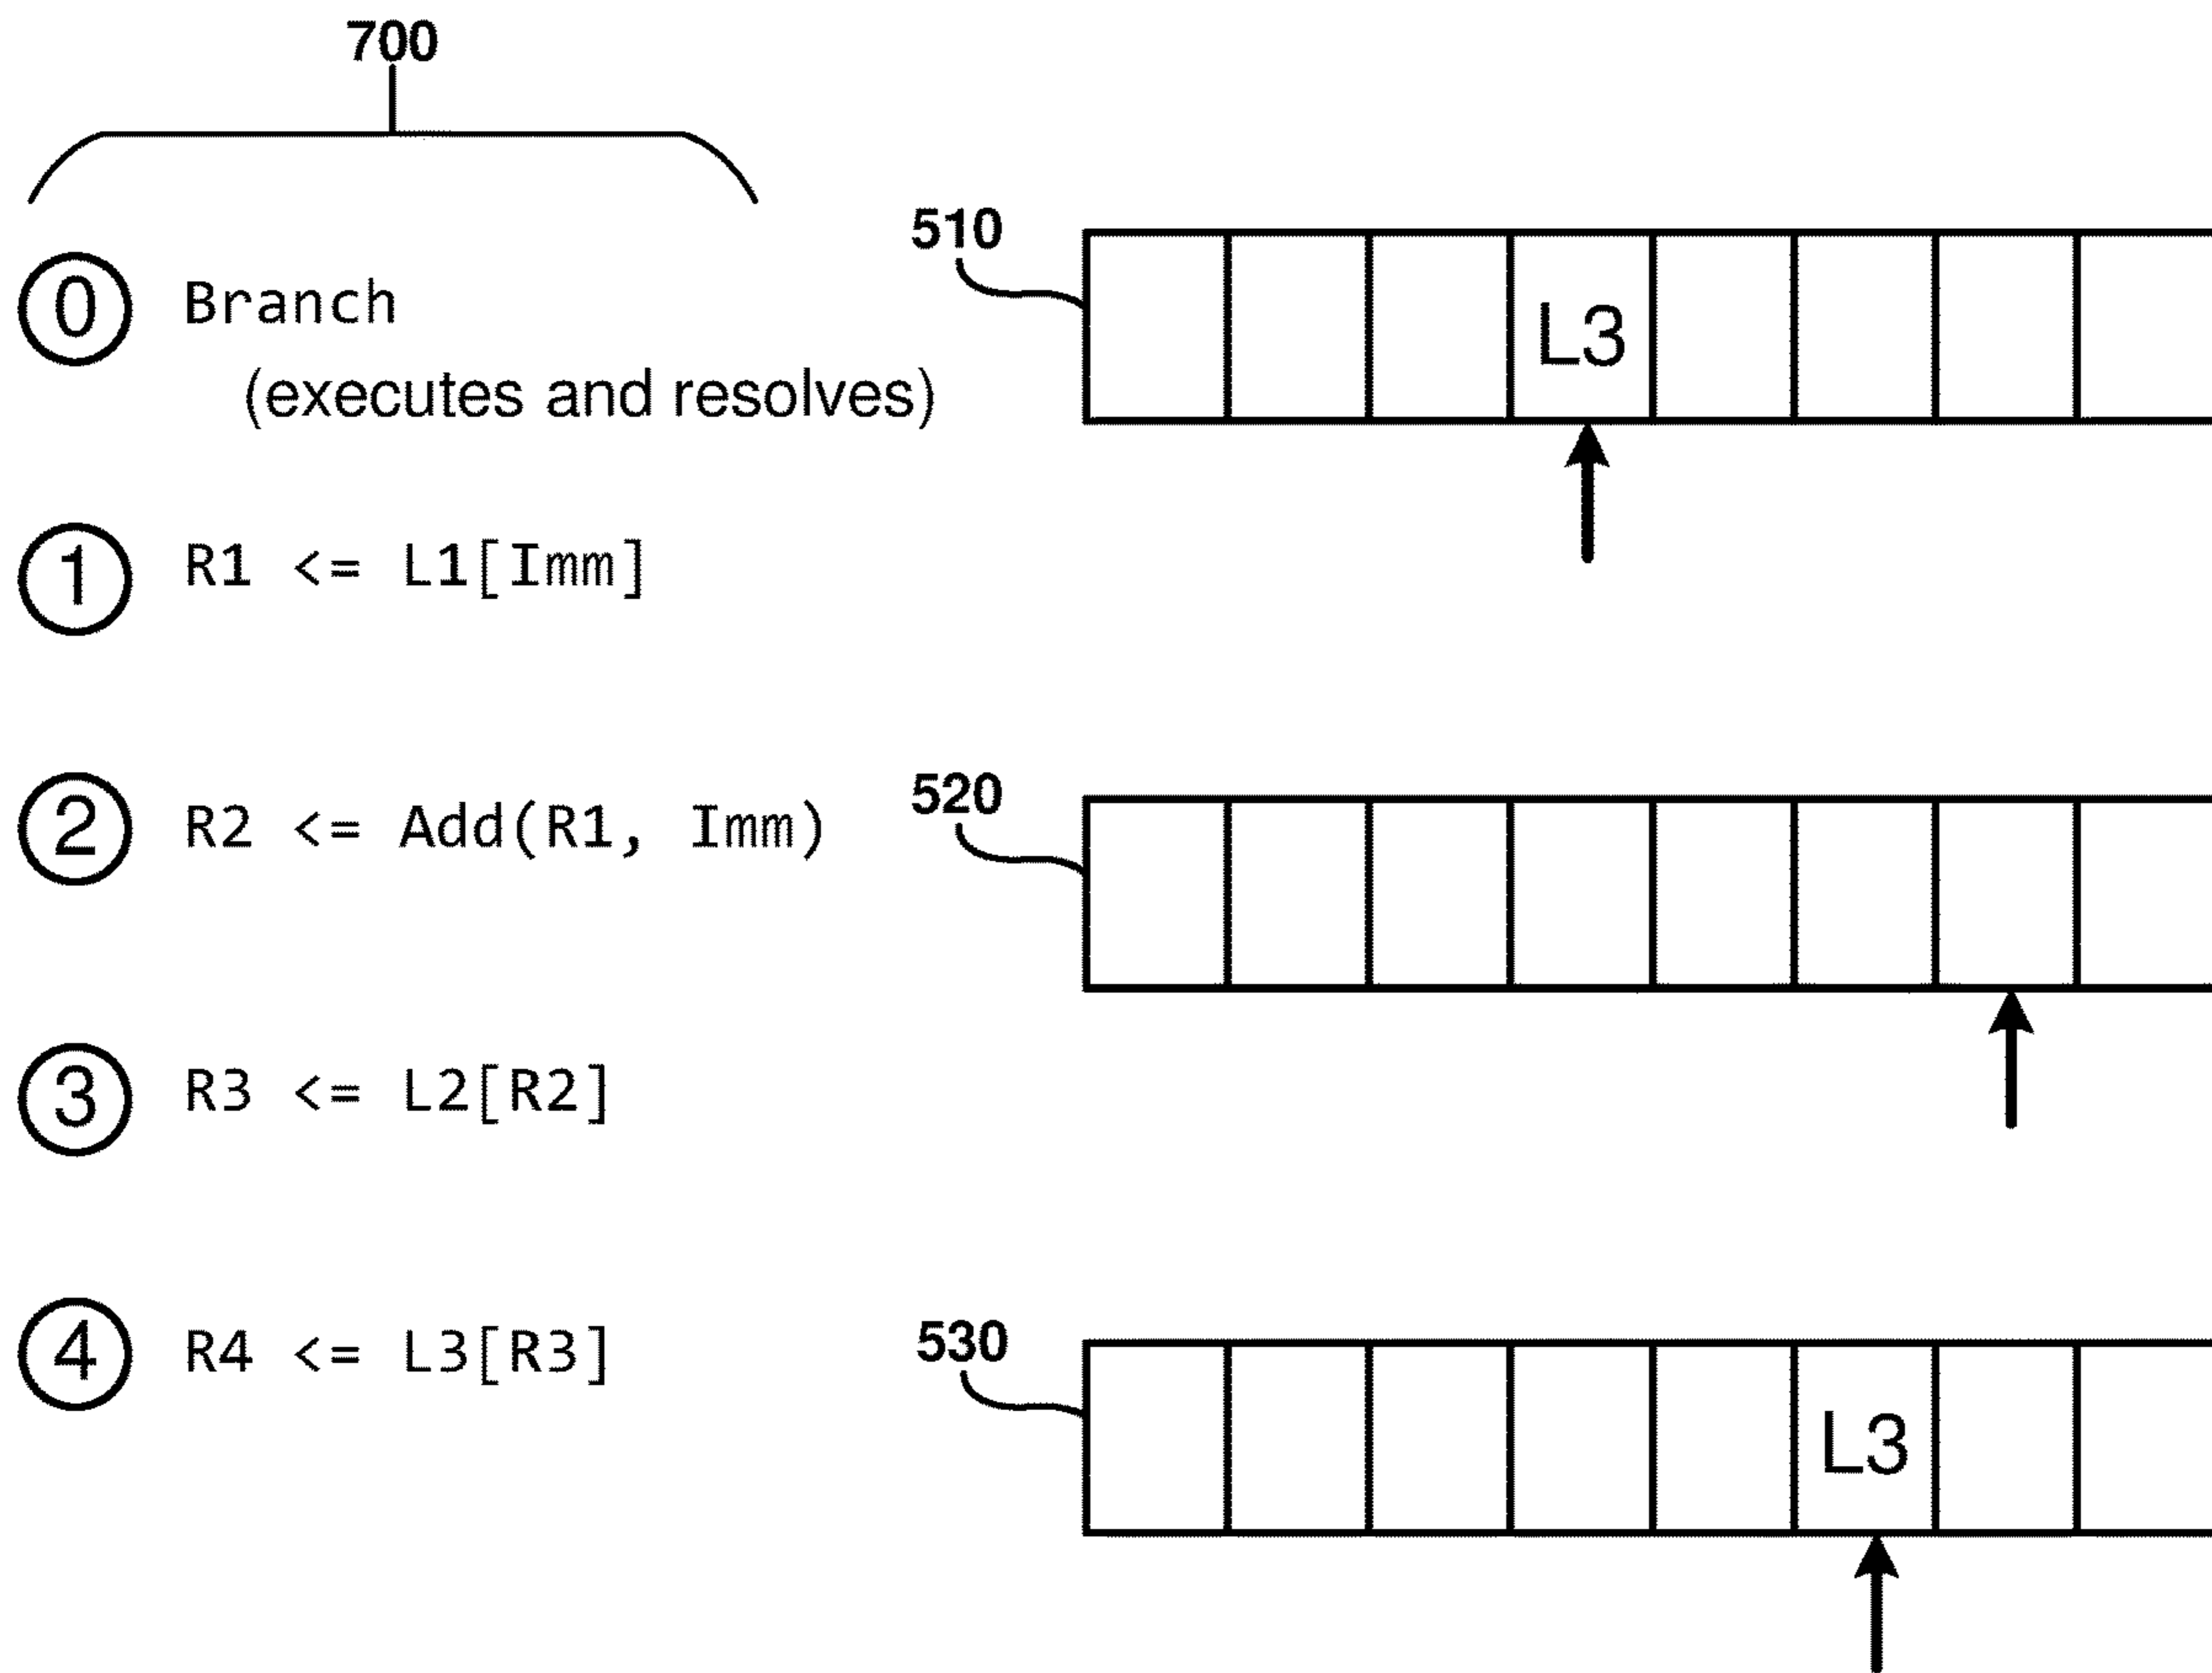 700
0 Branch
(executes and resolves)
1 R1 <= L1[Imm]
2 R2 <= Add(R1, Imm)
3 R3 <= L2[R2]
4 R4 <= L3[R3]
510
L3
520
530
L3